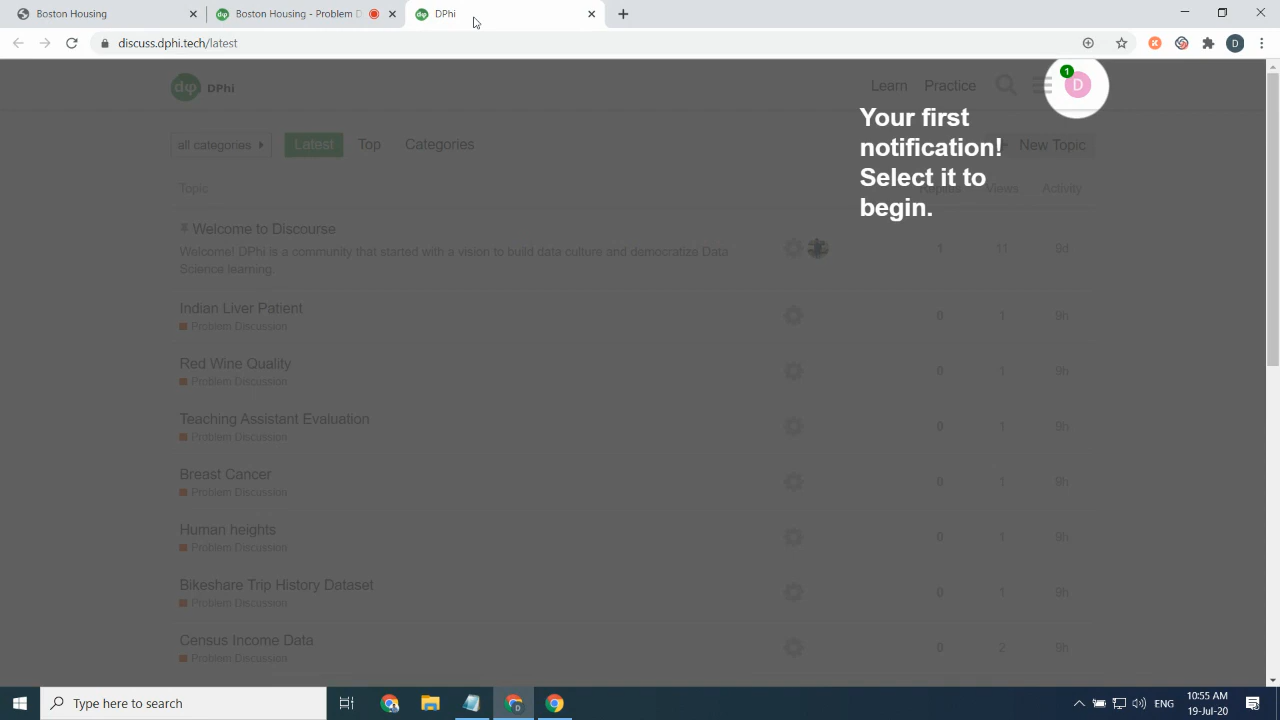 Boston Housing
Boston Housing - Problem D
DPhi
discuss.dphi.tech/latest
D
dφ DPhi
Learn
Practice
1
D
Your first
notification!
Select it to
begin.
all categories
Latest
Top
Categories
New Topic
Topic
Views
Activity
Welcome to Discourse
Welcome! DPhi is a community that started with a vision to build data culture and democratize Data
Science learning.
1 11 9d
Indian Liver Patient
Problem Discussion
0 1 9h
Red Wine Quality
Problem Discussion
0 1 9h
Teaching Assistant Evaluation
Problem Discussion
0 1 9h
Breast Cancer
Problem Discussion
0 1 9h
Human heights
Problem Discussion
0 1 9h
Bikeshare Trip History Dataset
Problem Discussion
0 1 9h
Census Income Data
Problem Discussion
0 2 9h
Type here to search
ENG
10:55 AM
19-Jul-20